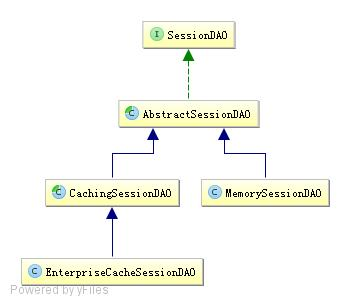 I SessionDAO
C AbstractSessionDAO
C CachingSessionDAO
C MemorySessionDAO
C EnterpriseCacheSessionDAO
Powered by yFiles